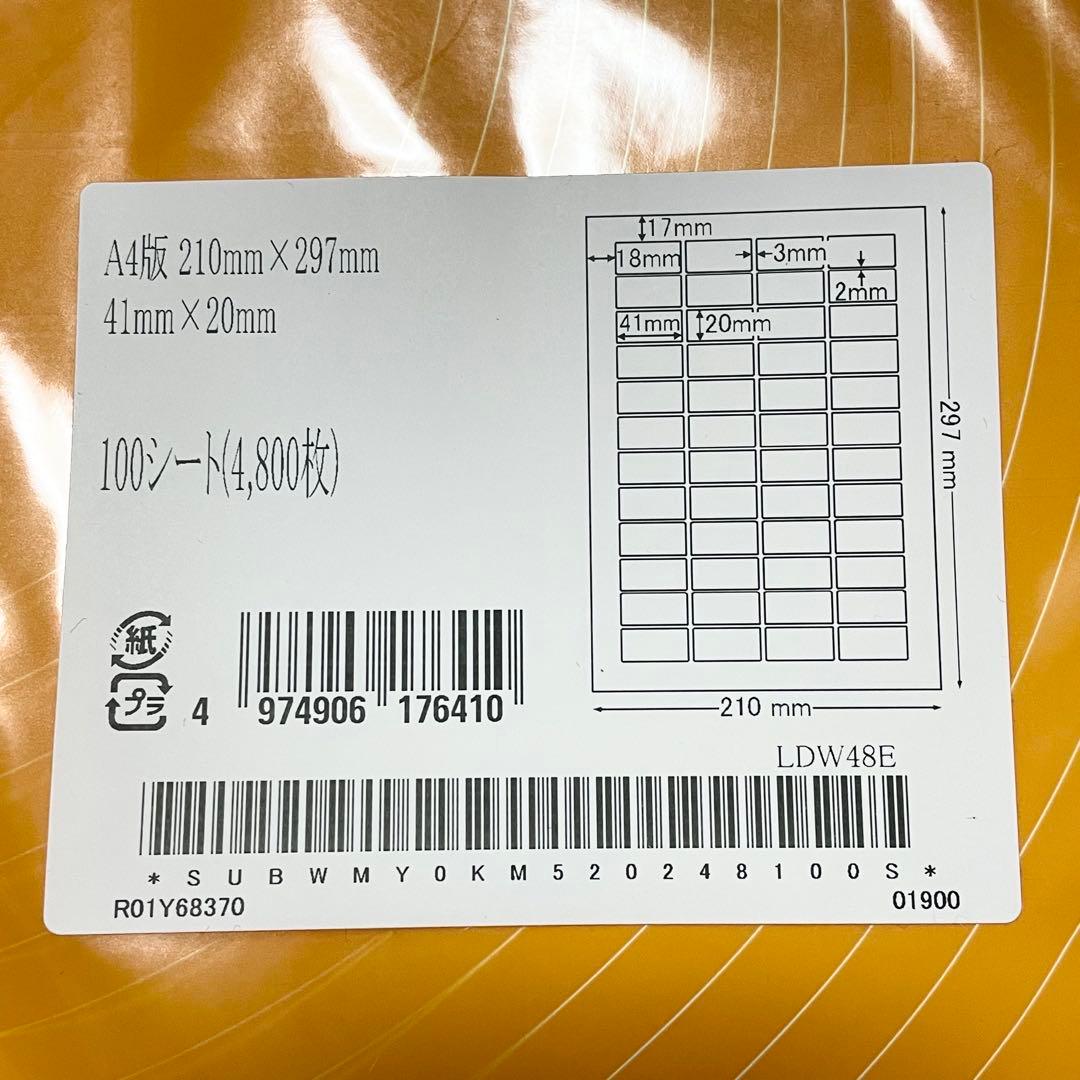 A4版 210mm×297mm
41mm×20mm
100シート(4,800枚)
17mm
18mm
3mm
2mm
41mm
20mm
297 mm
210 mm
紙
プラ
4 974906 176410
LDW48E
* S U B W M Y 0 K M 5 2 0 2 4 8 1 0 0 S *
R01Y68370
01900